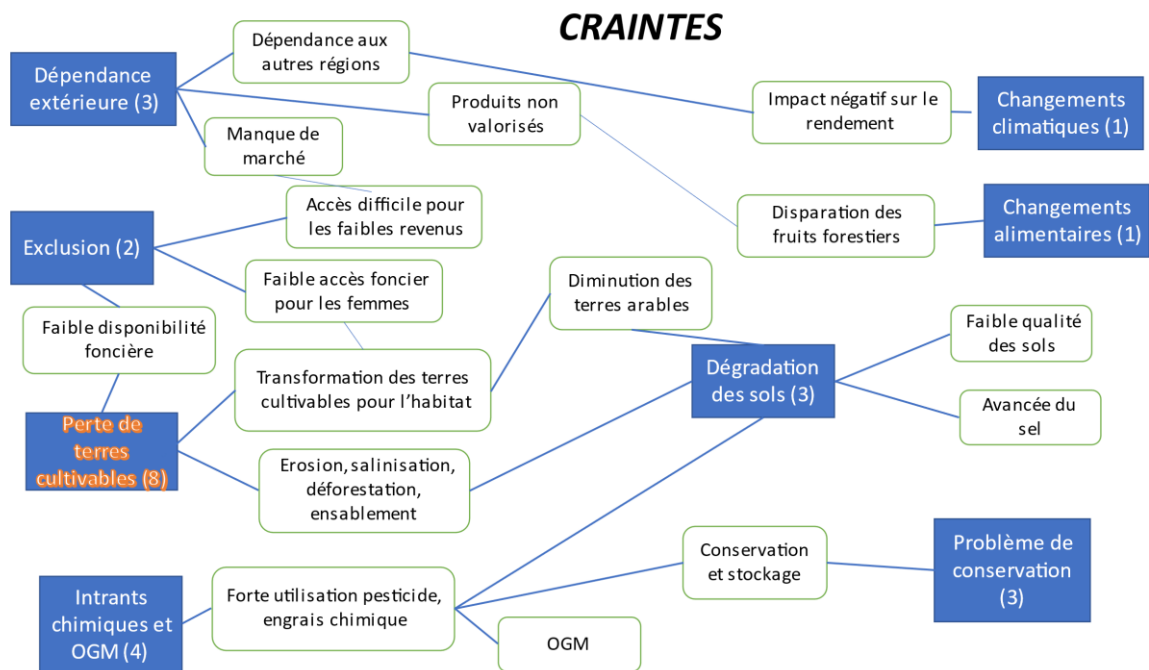 CRAINTES
Dépendance
extérieure (3)
Dépendance aux
autres régions
Produits non
valorisés
Impact négatif sur le
rendement
Changements
climatiques (1)
Manque de
marché
Accès difficile pour
les faibles revenus
Disparation des
fruits forestiers
Changements
alimentaires (1)
Exclusion (2)
Faible accès foncier
pour les femmes
Diminution des
terres arables
Faible disponibilité
foncière
Faible qualité
des sols
Transformation des terres
cultivables pour l’habitat
Dégradation
des sols (3)
Avancée du
sel
Perte de
terres
cultivables (8)
Erosion, salinisation,
déforestation,
ensablement
Conservation
et stockage
Problème de
conservation
(3)
Intrants
chimiques et
OGM (4)
Forte utilisation pesticide,
engrais chimique
OGM